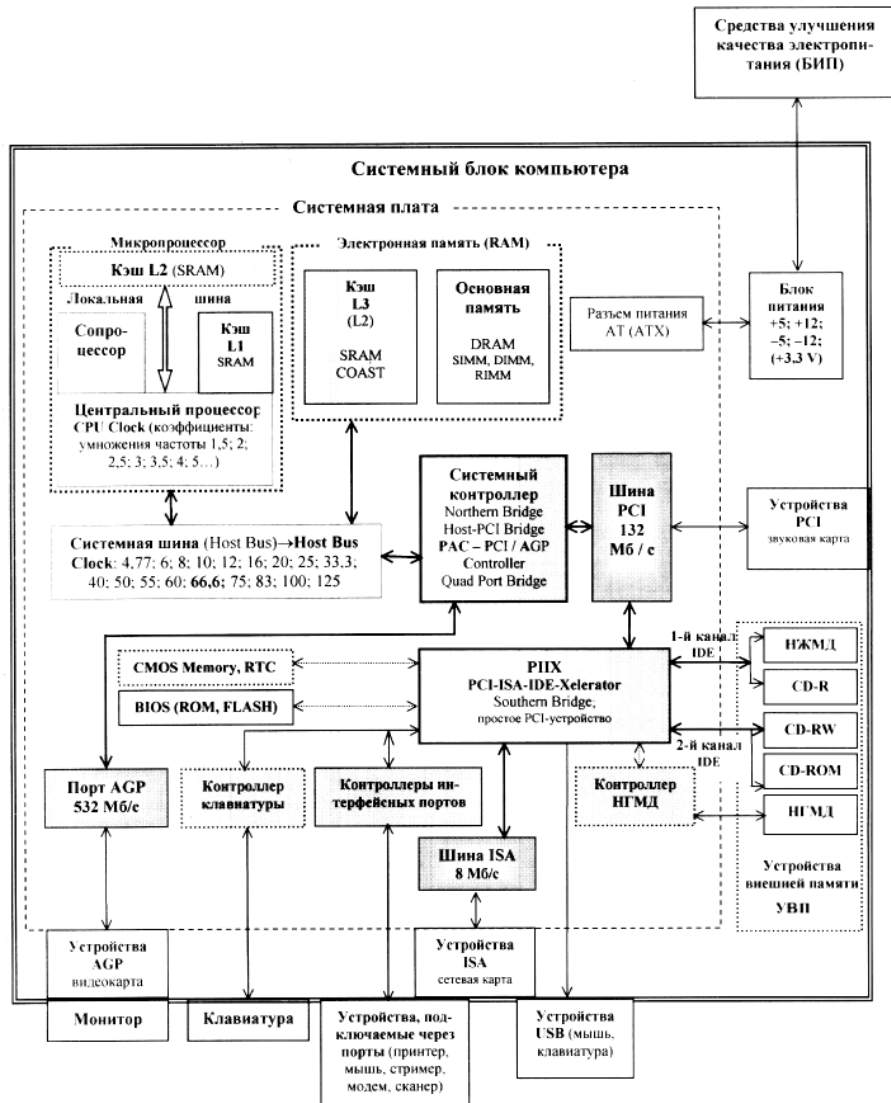 Средства улучшения
качества электропи-
тания (БИП)
Системный блок компьютера
Системная плата
Микропроцессор
Кэш L2 (SRAM)
Локальная шина
Сопро-
цессор
Кэш
L1
SRAM
Центральный процессор
CPU Clock (коэффициенты:
умножения частоты 1,5; 2;
2,5; 3; 3,5; 4; 5...)
Электронная память (RAM)
Кэш
L3
(L2)
SRAM
COAST
Основная
память
DRAM
SIMM, DIMM,
RIMM
Разъем питания
AT (ATX)
Блок
питания
+5; +12;
–5; –12;
(+3,3 V)
Системная шина (Host Bus)→Host Bus
Clock: 4,77; 6; 8; 10; 12; 16; 20; 25; 33.3;
40; 50; 55; 60; 66,6; 75; 83; 100; 125
Системный
контроллер
Northern Bridge
Host-PCI Bridge
PAC – PCI / AGP
Controller
Quad Port Bridge
Шина
PCI
132
Мб / с
Устройства
PCI
звуковая карта
CMOS Memory, RTC
BIOS (ROM, FLASH)
PIIX
PCI-ISA-IDE-Xelerator
Southern Bridge;
простое PCI-устройство
1-й канал
IDE
2-й канал
IDE
НЖМД
CD-R
CD-RW
CD-ROM
НГМД
Устройства
внешней памяти
УВП
Порт AGP
532 Мб/с
Контроллер
клавиатуры
Контроллеры ин-
терфейсных портов
Контроллер
НГМД
Шина ISA
8 Мб/с
Устройства
AGP
видеокарта
Устройства
ISA
сетевая карта
Монитор
Клавиатура
Устройства, под-
ключаемые через
порты (принтер,
мышь, стример,
модем, сканер)
Устройства
USB (мышь,
клавиатура)